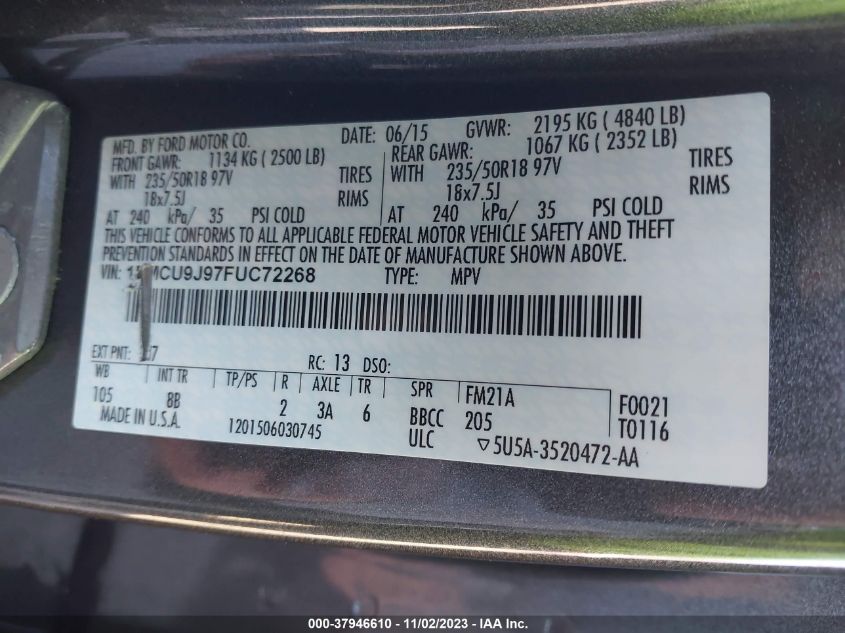 MFD. BY FORD MOTOR CO. DATE: 06/15 GVWR: 2195 KG ( 4840 LB)
FRONT GAWR: 1134 KG ( 2500 LB) REAR GAWR: 1067 KG ( 2352 LB)
WITH 235/50R18 97V TIRES WITH 235/50R18 97V TIRES
18x7.5J RIMS 18x7.5J RIMS
AT 240 kPa/ 35 PSI COLD AT 240 kPa/ 35 PSI COLD
THIS VEHICLE CONFORMS TO ALL APPLICABLE FEDERAL MOTOR VEHICLE SAFETY AND THEFT
PREVENTION STANDARDS IN EFFECT ON THE DATE OF MANUFACTURE SHOWN ABOVE.
VIN: TYPE: MPV
EXT PNT: RC: 13 DSO:
WB INT TR TP/PS R AXLE TR SPR FM21A F0021
105 8B 2 3A 6 BBCC 205 T0116
MADE IN U.S.A. 1201506030745 ULC ▽5U5A-3520472-AA
000-37946610 - 11/02/2023 - IAA Inc.